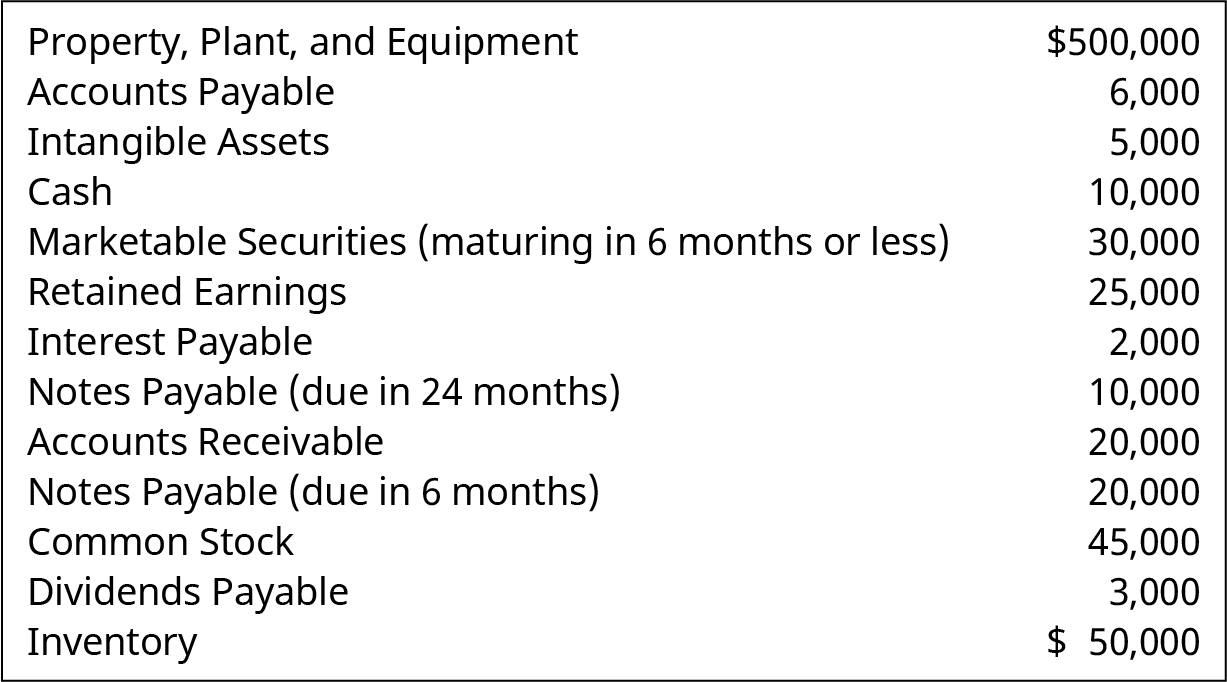 Property, Plant, and Equipment $500,000
Accounts Payable 6,000
Intangible Assets 5,000
Cash 10,000
Marketable Securities (maturing in 6 months or less) 30,000
Retained Earnings 25,000
Interest Payable 2,000
Notes Payable (due in 24 months) 10,000
Accounts Receivable 20,000
Notes Payable (due in 6 months) 20,000
Common Stock 45,000
Dividends Payable 3,000
Inventory $ 50,000